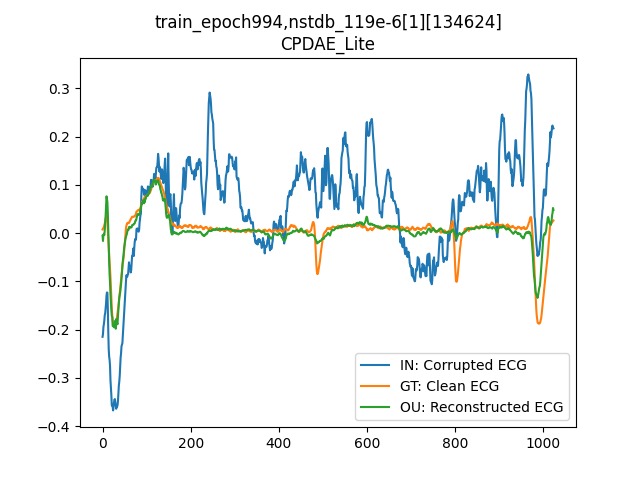 train_epoch994,nstdb_119e-6[1][134624]
CPDAE_Lite
0.3
0.2
0.1
0.0
−0.1
−0.2
−0.3
−0.4
0
200
400
600
800
1000
IN: Corrupted ECG
GT: Clean ECG
OU: Reconstructed ECG